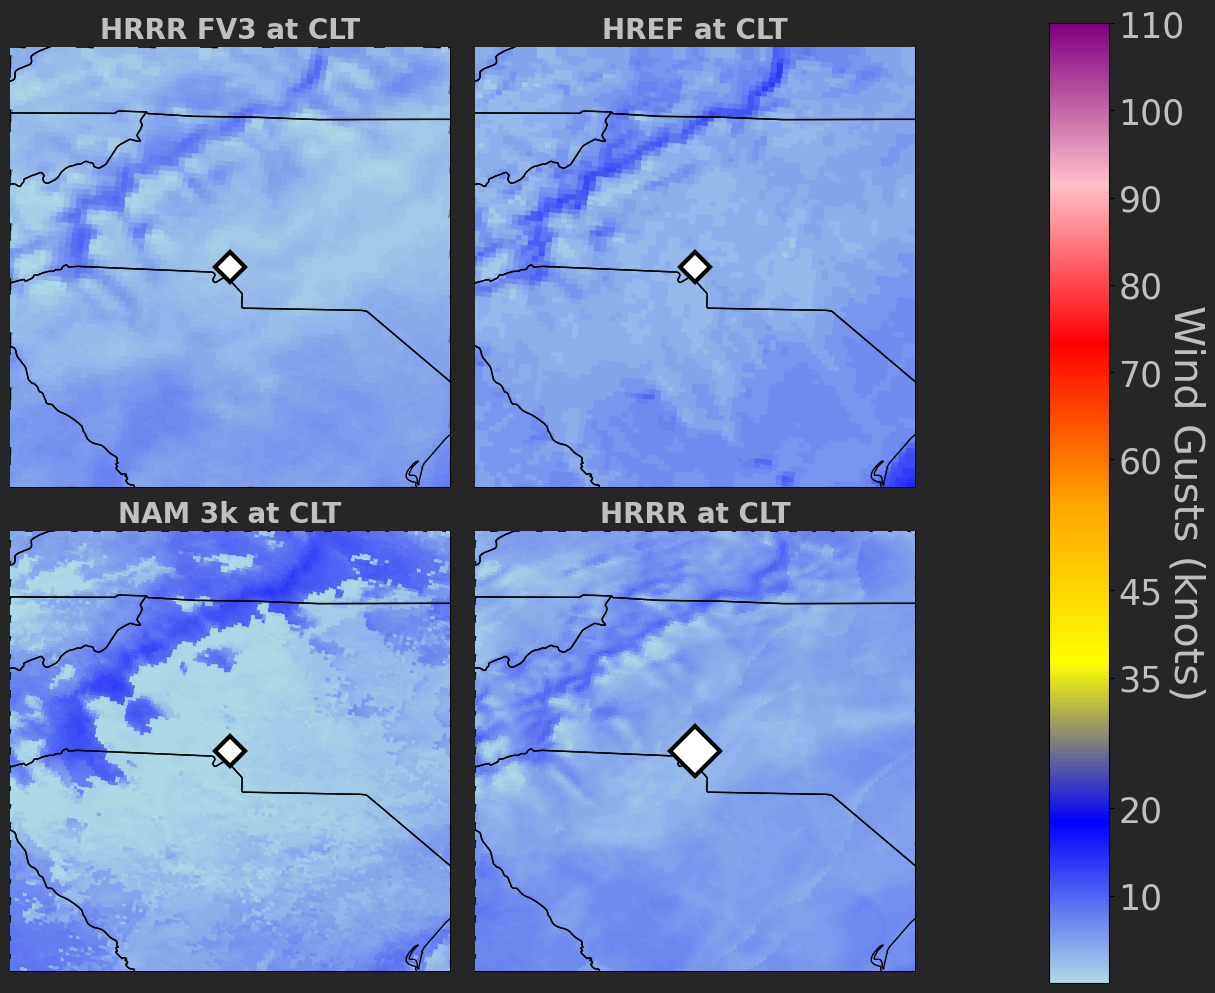 HRRR FV3 at CLT
HREF at CLT
NAM 3k at CLT
HRRR at CLT
110
100
90
80
70
60
45
35
20
10
Wind Gusts (knots)